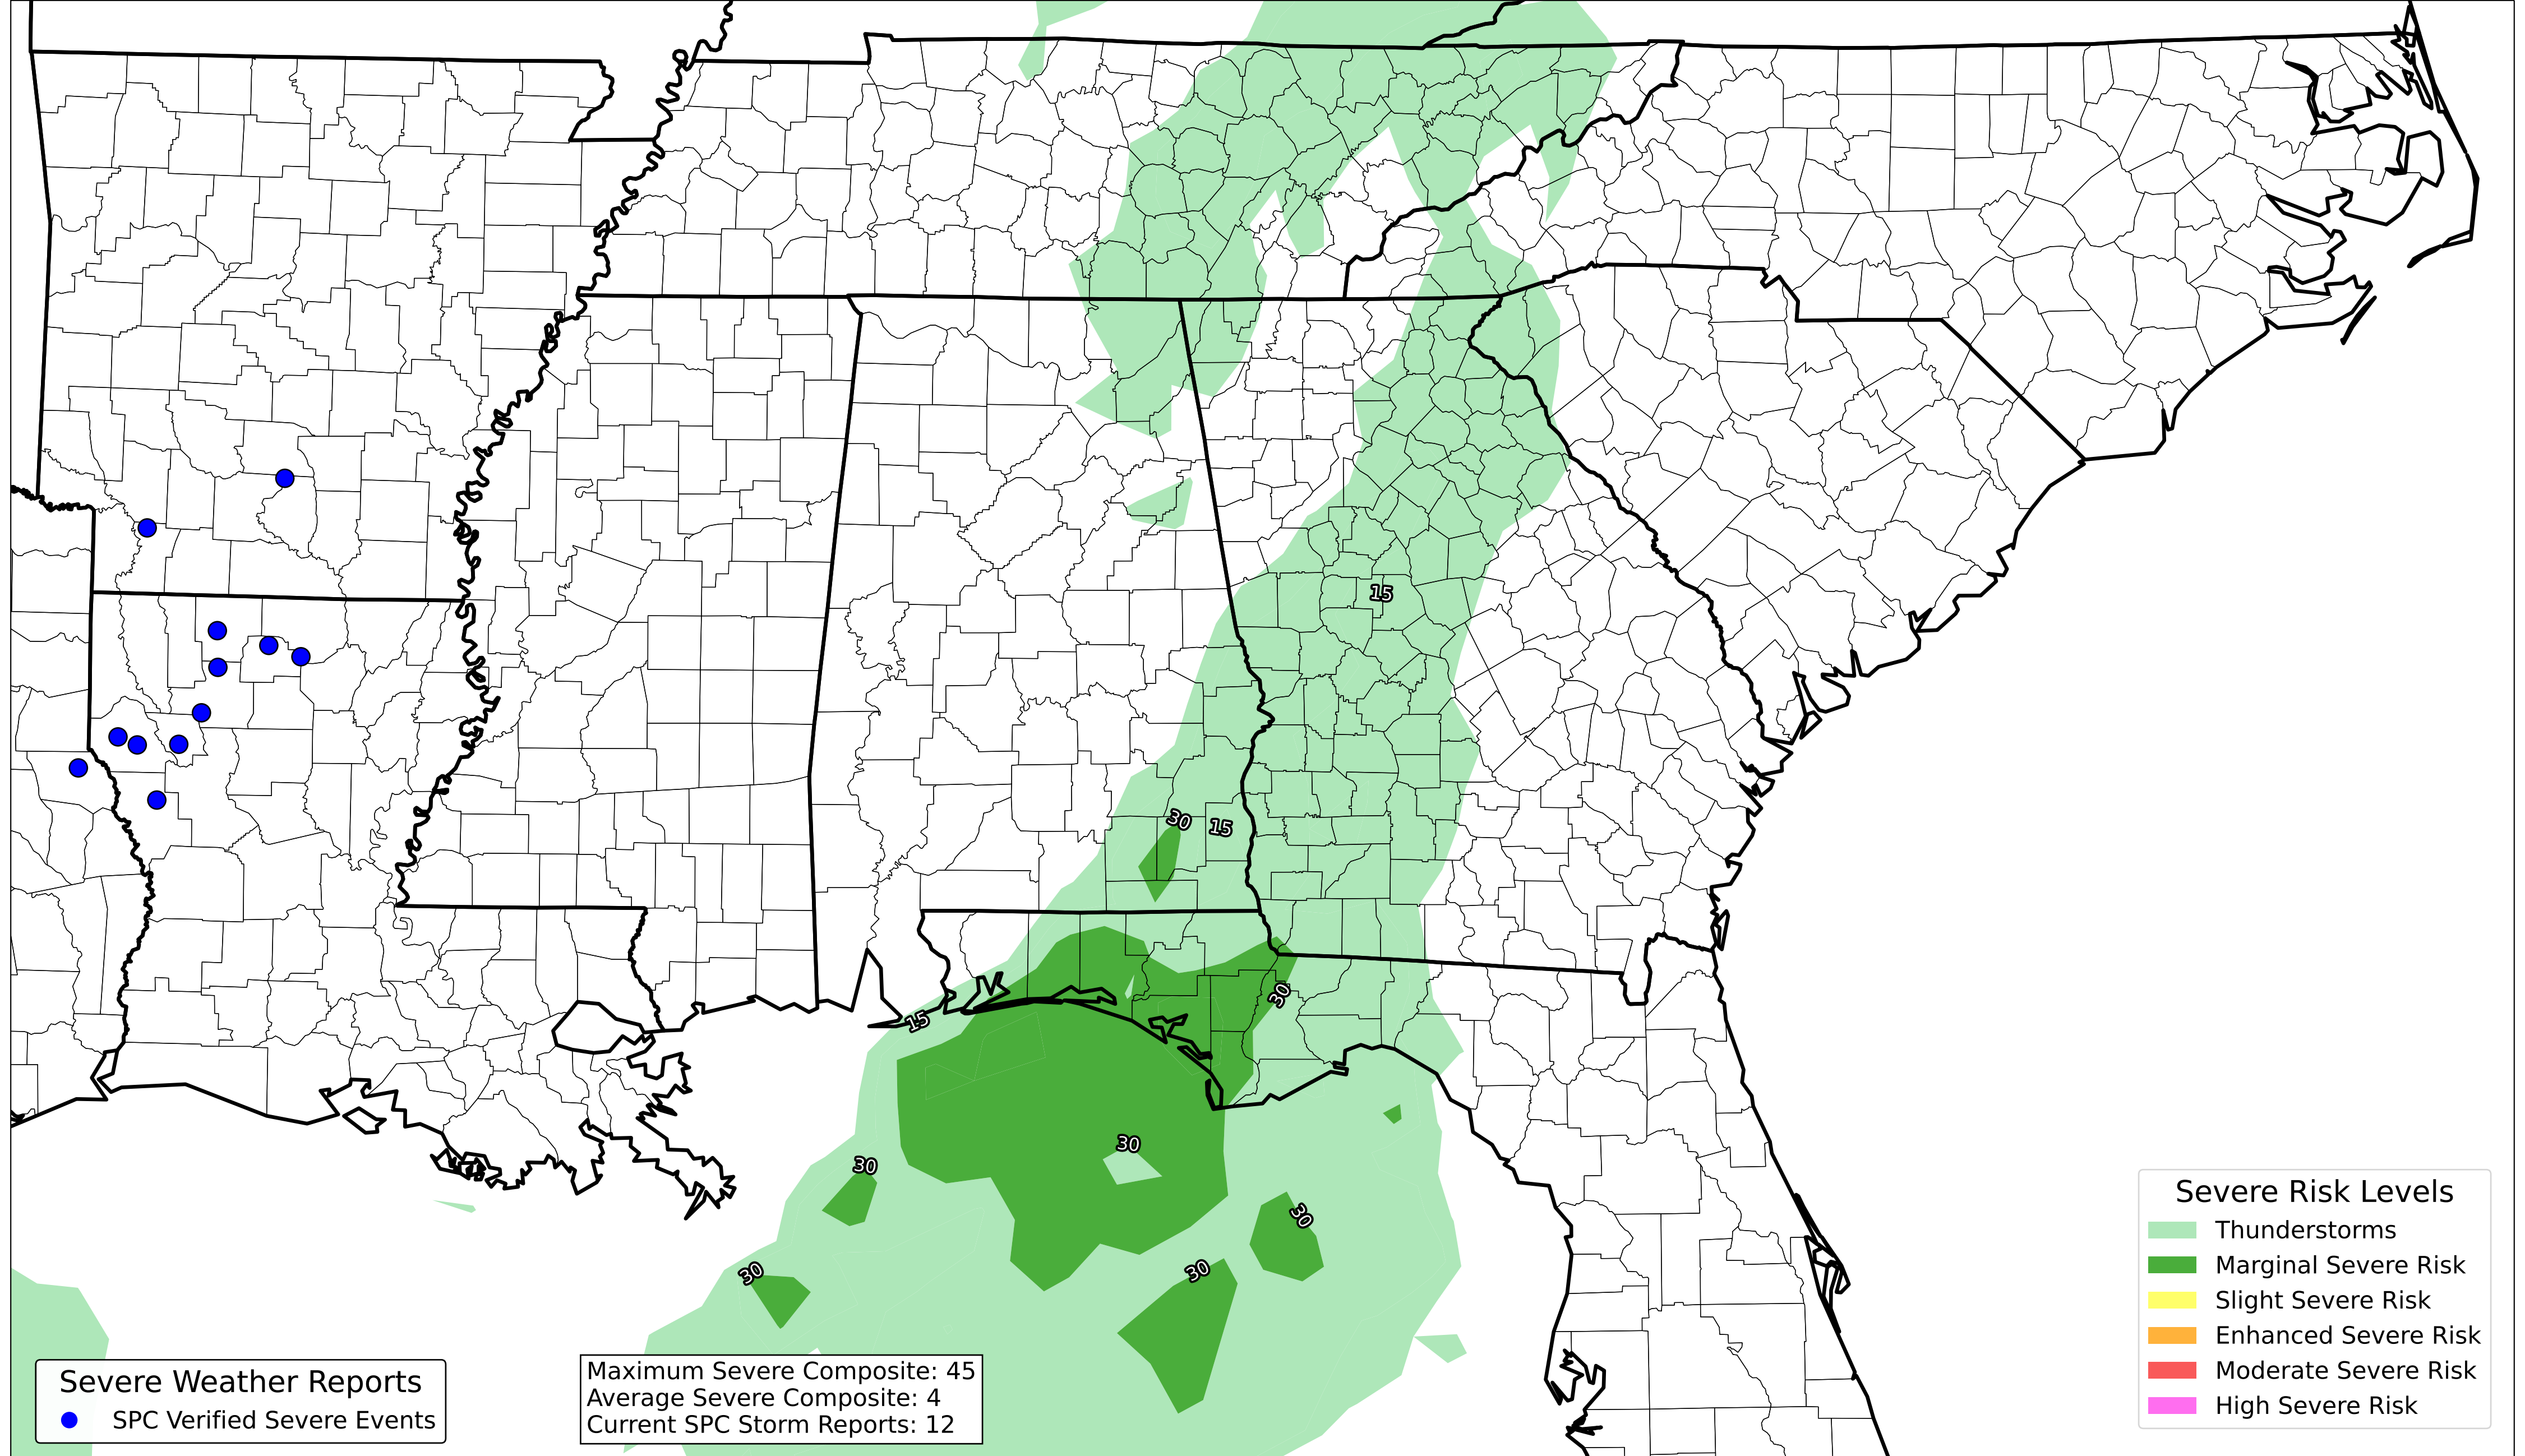 15
30
15
30
15
30
30
30
30
30
Severe Risk Levels
Thunderstorms
Marginal Severe Risk
Slight Severe Risk
Enhanced Severe Risk
Moderate Severe Risk
High Severe Risk
Severe Weather Reports
SPC Verified Severe Events
Maximum Severe Composite: 45
Average Severe Composite: 4
Current SPC Storm Reports: 12